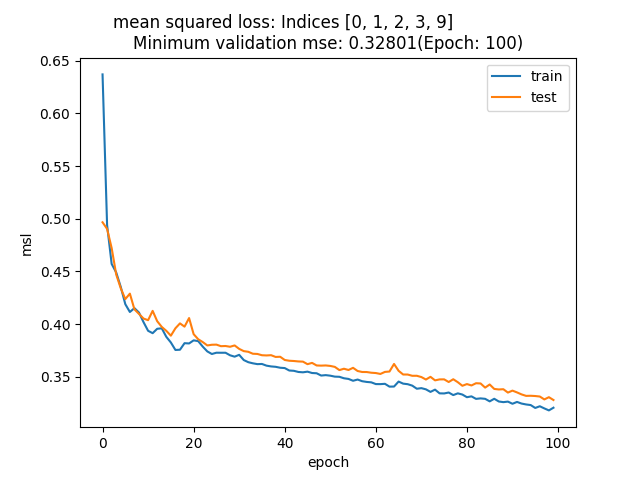 mean squared loss: Indices [0, 1, 2, 3, 9]
Minimum validation mse: 0.32801(Epoch: 100)
0.65
0.60
0.55
0.50
0.45
0.40
0.35
msl
train
test
0 20 40 60 80 100
epoch